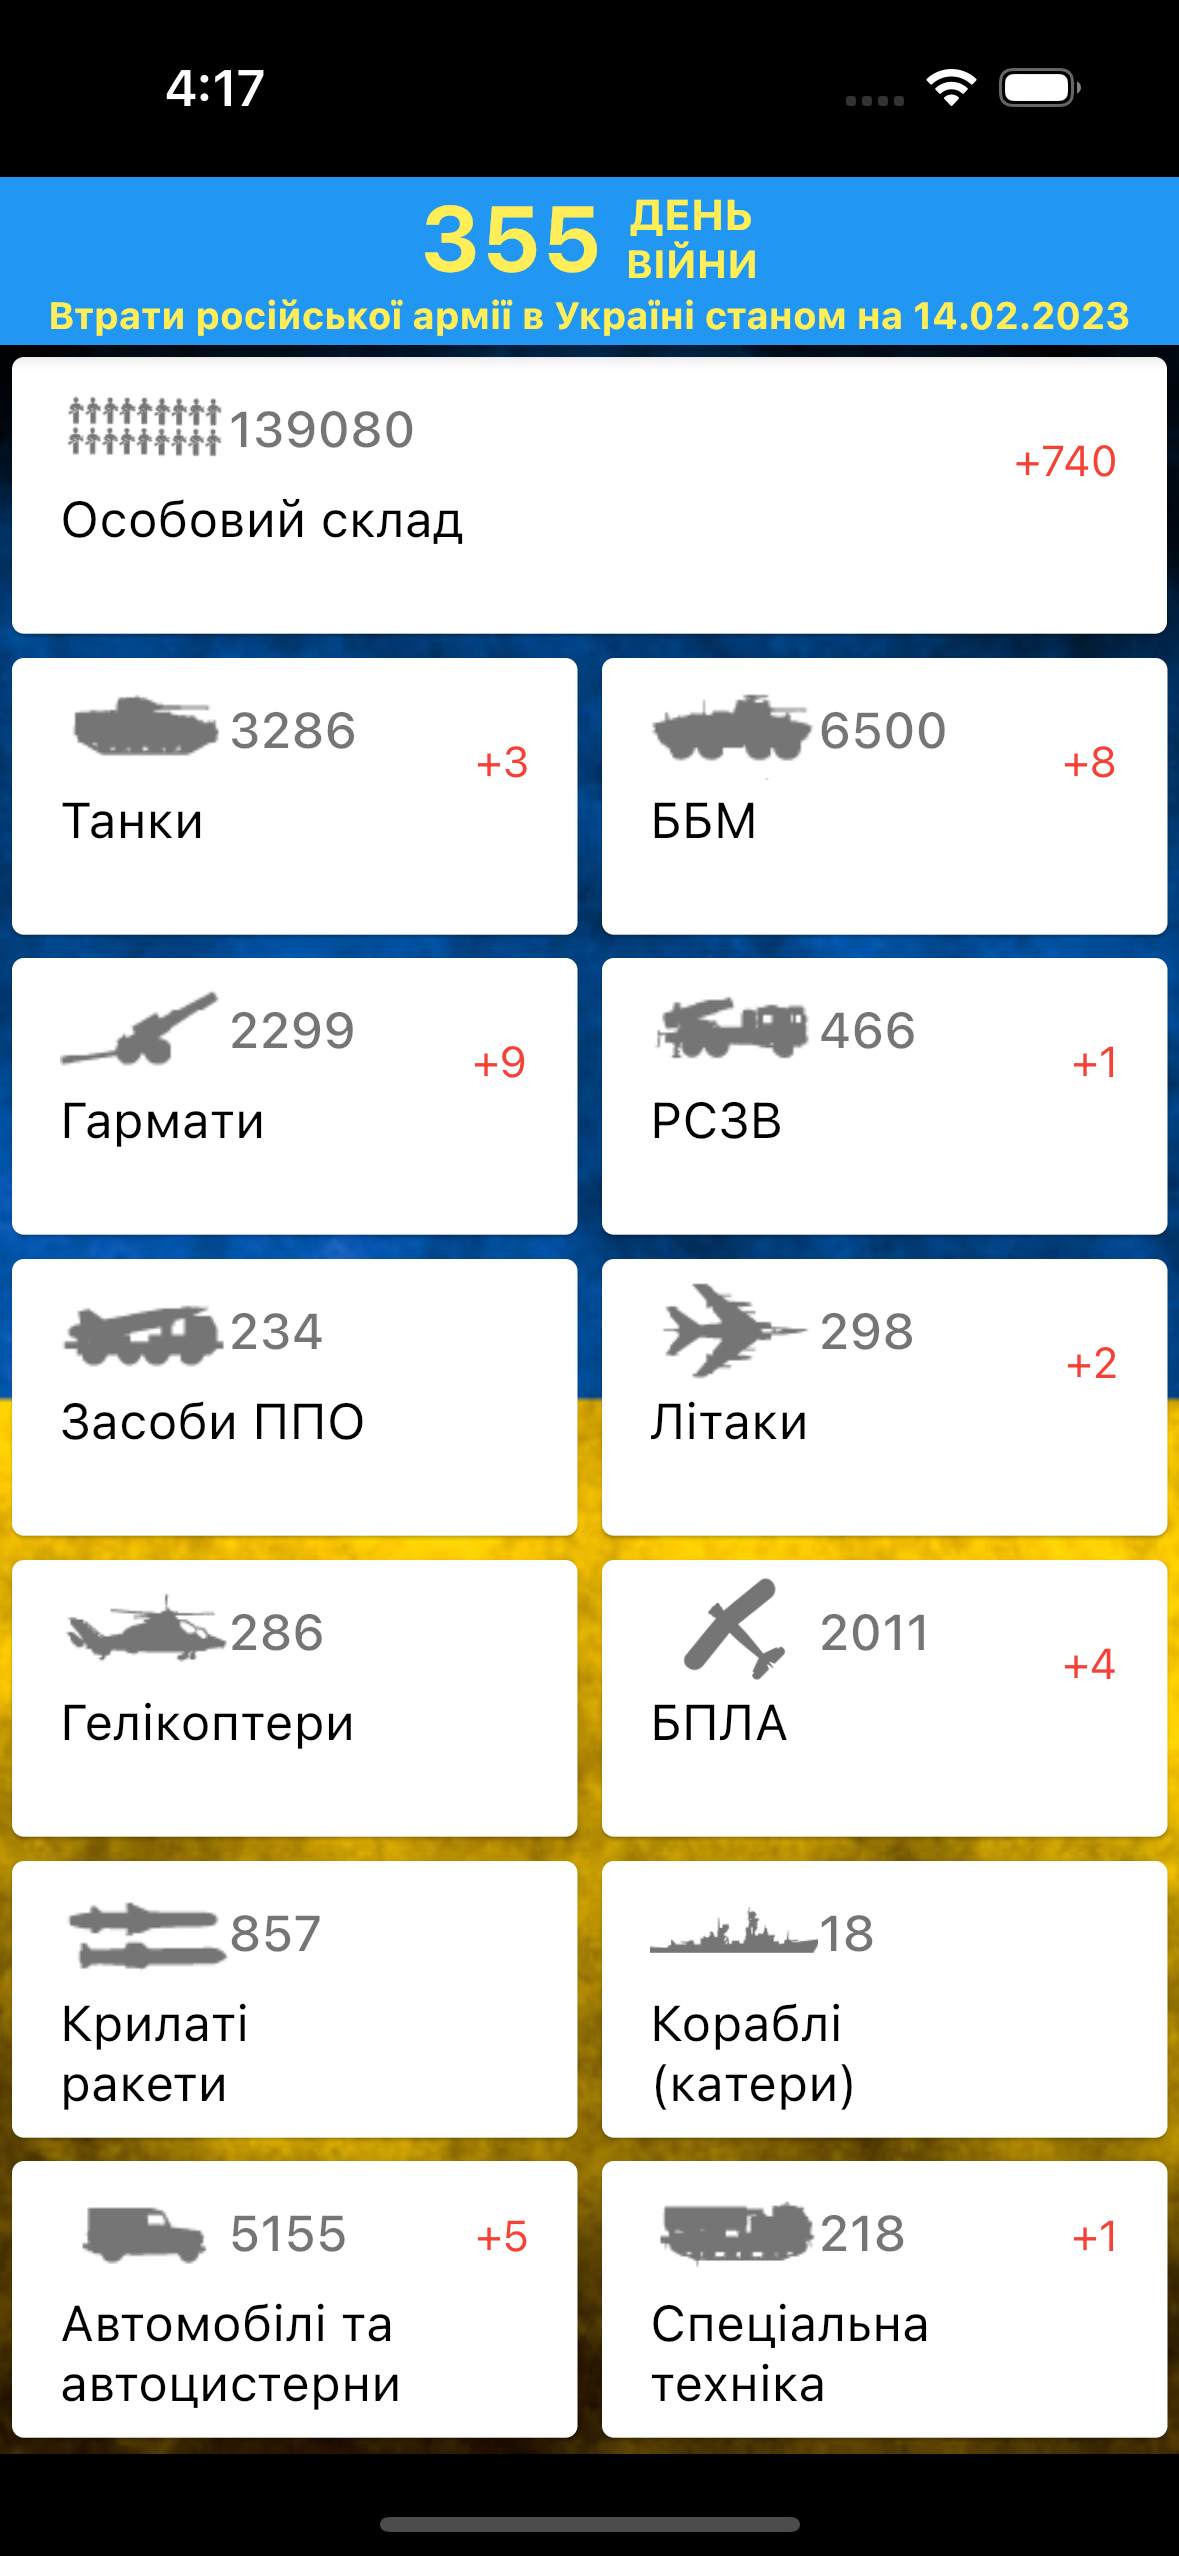 4:17
355 ДЕНЬ
ВІЙНИ
Втрати російської армії в Україні станом на 14.02.2023
139080
+740
Особовий склад
3286
+3
Танки
6500
+8
ББМ
2299
+9
Гармати
466
+1
РСЗВ
234
Засоби ППО
298
+2
Літаки
286
Гелікоптери
2011
+4
БПЛА
857
Крилаті
ракети
18
Кораблі
(катери)
5155
+5
Автомобілі та
автоцистерни
218
+1
Спеціальна
техніка